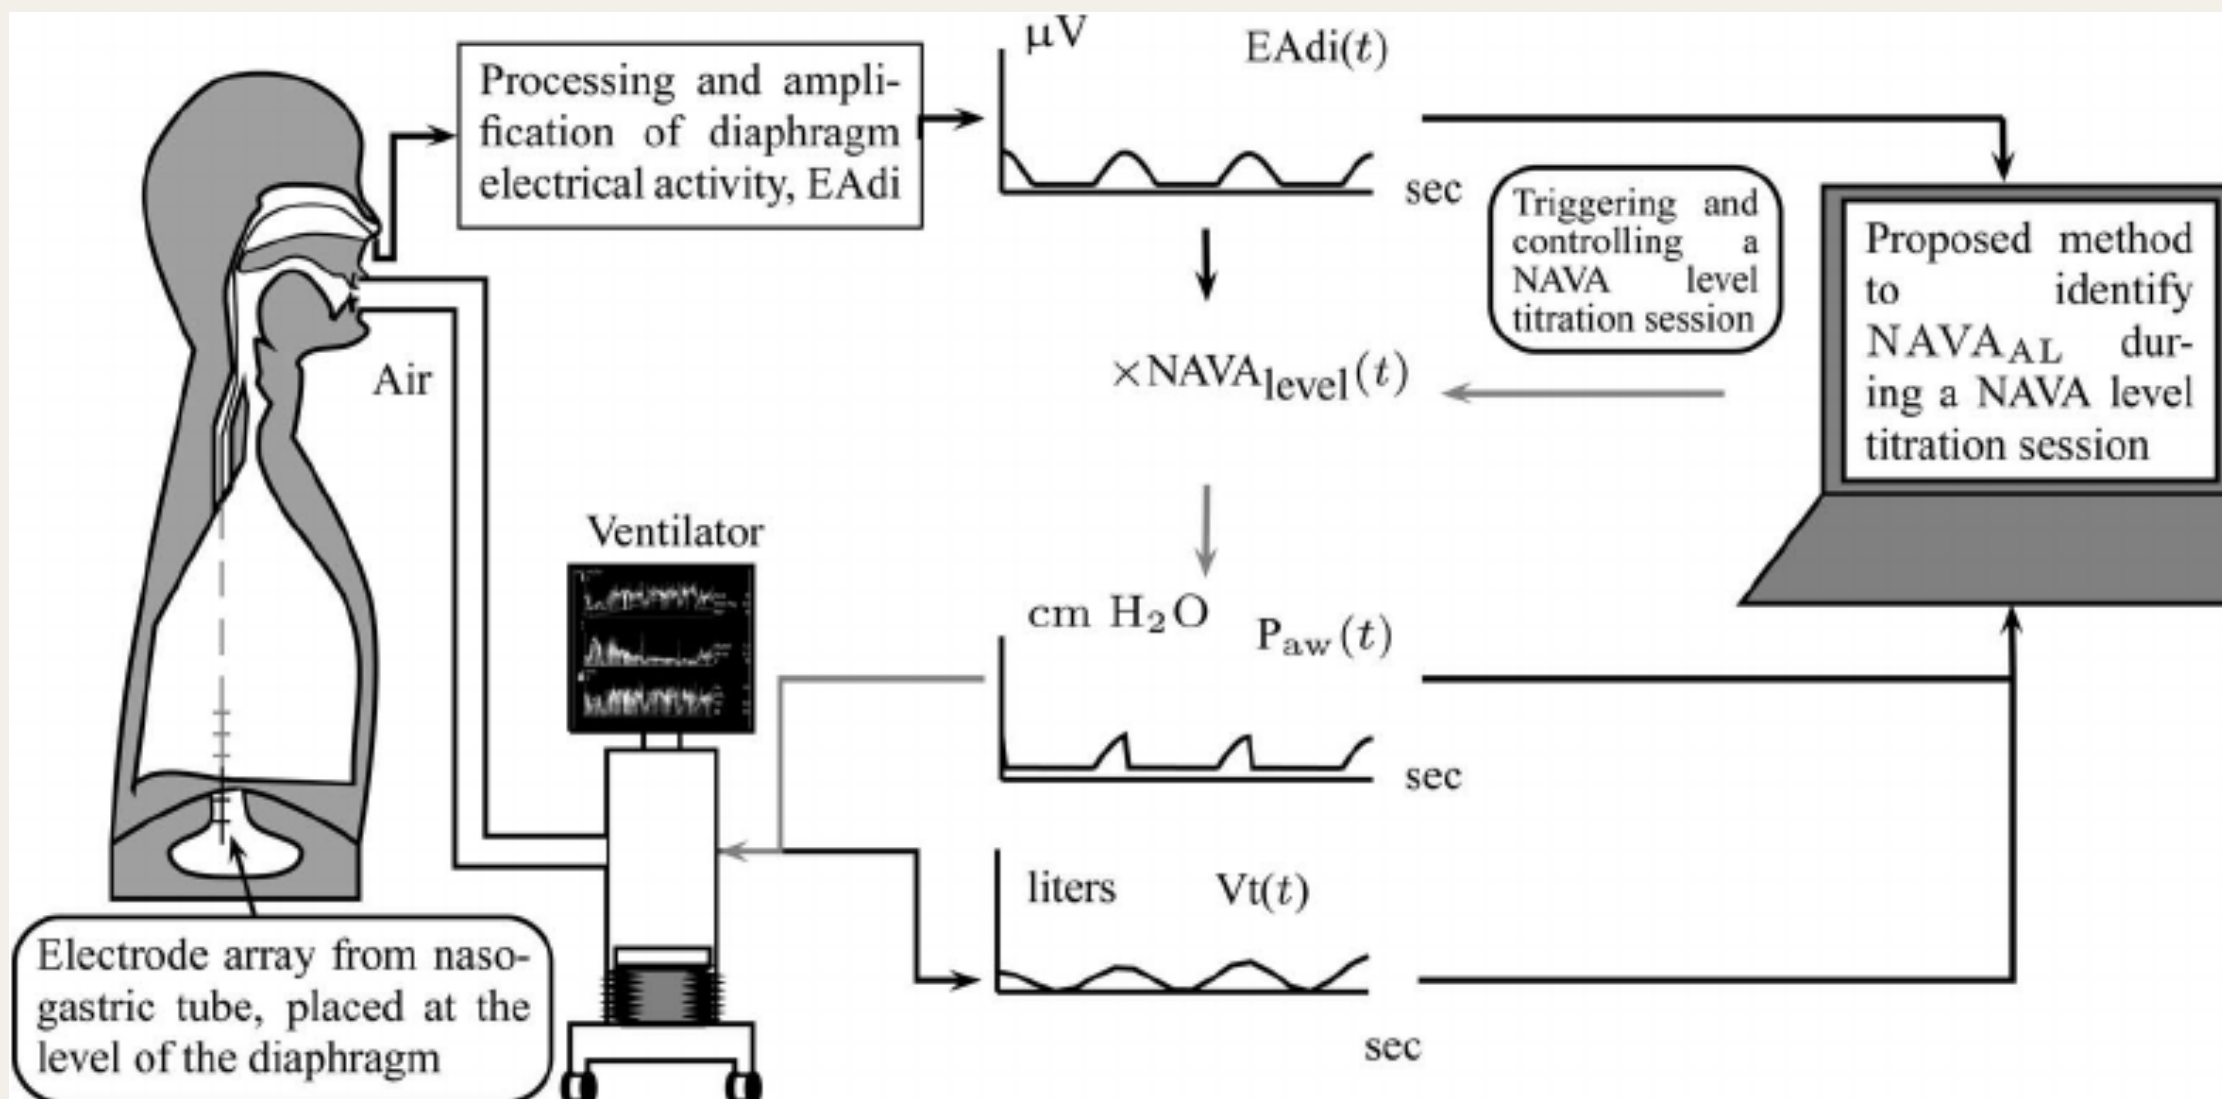 Processing and ampli-
fication of diaphragm
electrical activity, EAdi
μV
EAdi(t)
sec
Triggering and
controlling a
NAVA level
titration session
Proposed method
to identify
NAVA_AL dur-
ing a NAVA level
titration session
×NAVA_level(t)
Air
Ventilator
cm H₂O
P_aw(t)
sec
liters
Vt(t)
sec
Electrode array from naso-
gastric tube, placed at the
level of the diaphragm